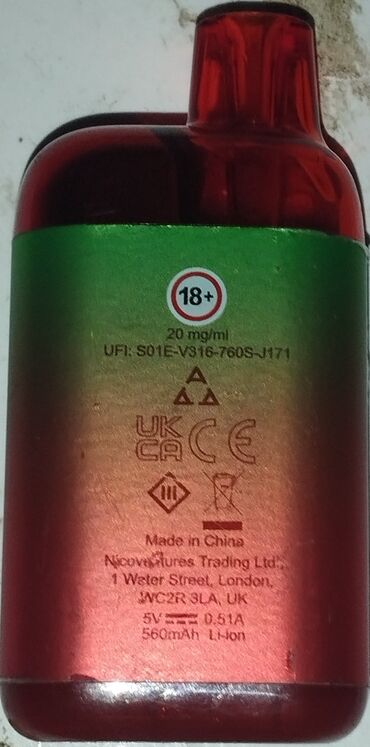 18+
20 mg/ml
UFI: S01E-V316-760S-J171
UK
CA CE
Made in China
Nicoventures Trading Ltd.,
1 Water Street, London,
WC2R 3LA, UK
5V 0.51A
560mAh Li-ion